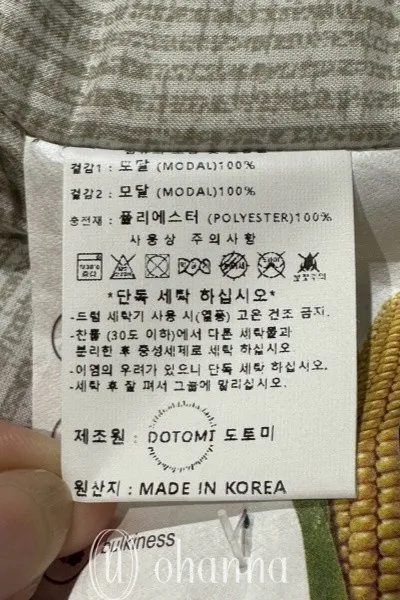 겉감1 : 모달 (MODAL)100%
겉감2 : 모달 (MODAL)100%
충전재 : 폴리에스터 (POLYESTER)100%
사용상 주의사항
*단독 세탁 하십시오*
-드럼 세탁기 사용 시(열풍) 고온 건조 금지.
-찬물 (30도 이하)에서 다른 세탁물과
분리한 후 중성세제로 세탁 하십시오
-이염의 우려가 있으니 단독 세탁 하십시오.
-세탁 후 잘 펴서 그늘에 말리십시오.
제조원 : DOTOMI 도토미
원산지 : MADE IN KOREA
bulkiness
ohanna